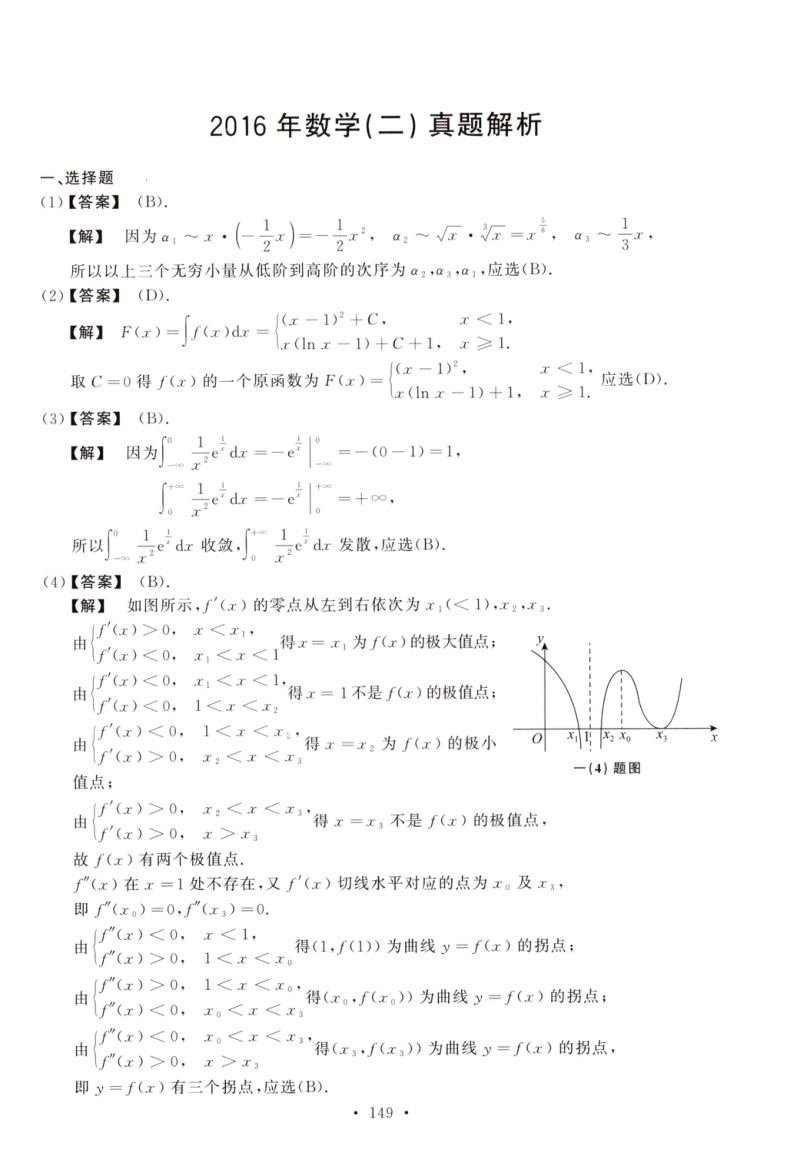 2016 年数学(二)真题解析
一、选择题
(1)【答案】 (B).
【解】 因为 α₁ ~ x · (−1/2 x) = −1/2 x², α₂ ~ √x · ∛x = x^(5/6), α₃ ~ 1/3 x,
所以以上三个无穷小量从低阶到高阶的次序为 α₂,α₃,α₁,应选(B).
(2)【答案】 (D).
【解】 F(x) = ∫f(x)dx = { (x − 1)² + C, x < 1, x(ln x − 1) + C + 1, x ⩾ 1.
取 C = 0 得 f(x) 的一个原函数为 F(x) = { (x − 1)², x < 1, x(ln x − 1) + 1, x ⩾ 1. 应选(D).
(3)【答案】 (B).
【解】 因为 ∫_{−∞}^{0} 1/x² e^(1/x) dx = −e^(1/x) |_{−∞}^{0} = −(0 − 1) = 1,
∫_{0}^{+∞} 1/x² e^(1/x) dx = −e^(1/x) |_{0}^{+∞} = +∞,
所以 ∫_{−∞}^{0} 1/x² e^(1/x) dx 收敛, ∫_{0}^{+∞} 1/x² e^(1/x) dx 发散,应选(B).
(4)【答案】 (B).
【解】 如图所示,f′(x) 的零点从左到右依次为 x₁(< 1),x₂,x₃.
由 { f′(x) > 0, x < x₁, f′(x) < 0, x₁ < x < 1 得 x = x₁ 为 f(x) 的极大值点;
由 { f′(x) < 0, x₁ < x < 1, f′(x) < 0, 1 < x < x₂ 得 x = 1 不是 f(x) 的极值点;
由 { f′(x) < 0, 1 < x < x₂, f′(x) > 0, x₂ < x < x₃ 得 x = x₂ 为 f(x) 的极小
值点;
由 { f′(x) > 0, x₂ < x < x₃, f′(x) > 0, x > x₃ 得 x = x₃ 不是 f(x) 的极值点,
y
O x₁ 1 x₂ x₀ x₃ x
一(4) 题图
故 f(x) 有两个极值点.
f″(x) 在 x = 1 处不存在,又 f′(x) 切线水平对应的点为 x₀ 及 x₃,
即 f″(x₀) = 0,f″(x₃) = 0.
由 { f″(x) < 0, x < 1, f″(x) > 0, 1 < x < x₀ 得(1,f(1)) 为曲线 y = f(x) 的拐点;
由 { f″(x) > 0, 1 < x < x₀, f″(x) < 0, x₀ < x < x₃ 得(x₀,f(x₀)) 为曲线 y = f(x) 的拐点;
由 { f″(x) < 0, x₀ < x < x₃, f″(x) > 0, x > x₃ 得(x₃,f(x₃)) 为曲线 y = f(x) 的拐点,
即 y = f(x) 有三个拐点,应选(B).
· 149 ·